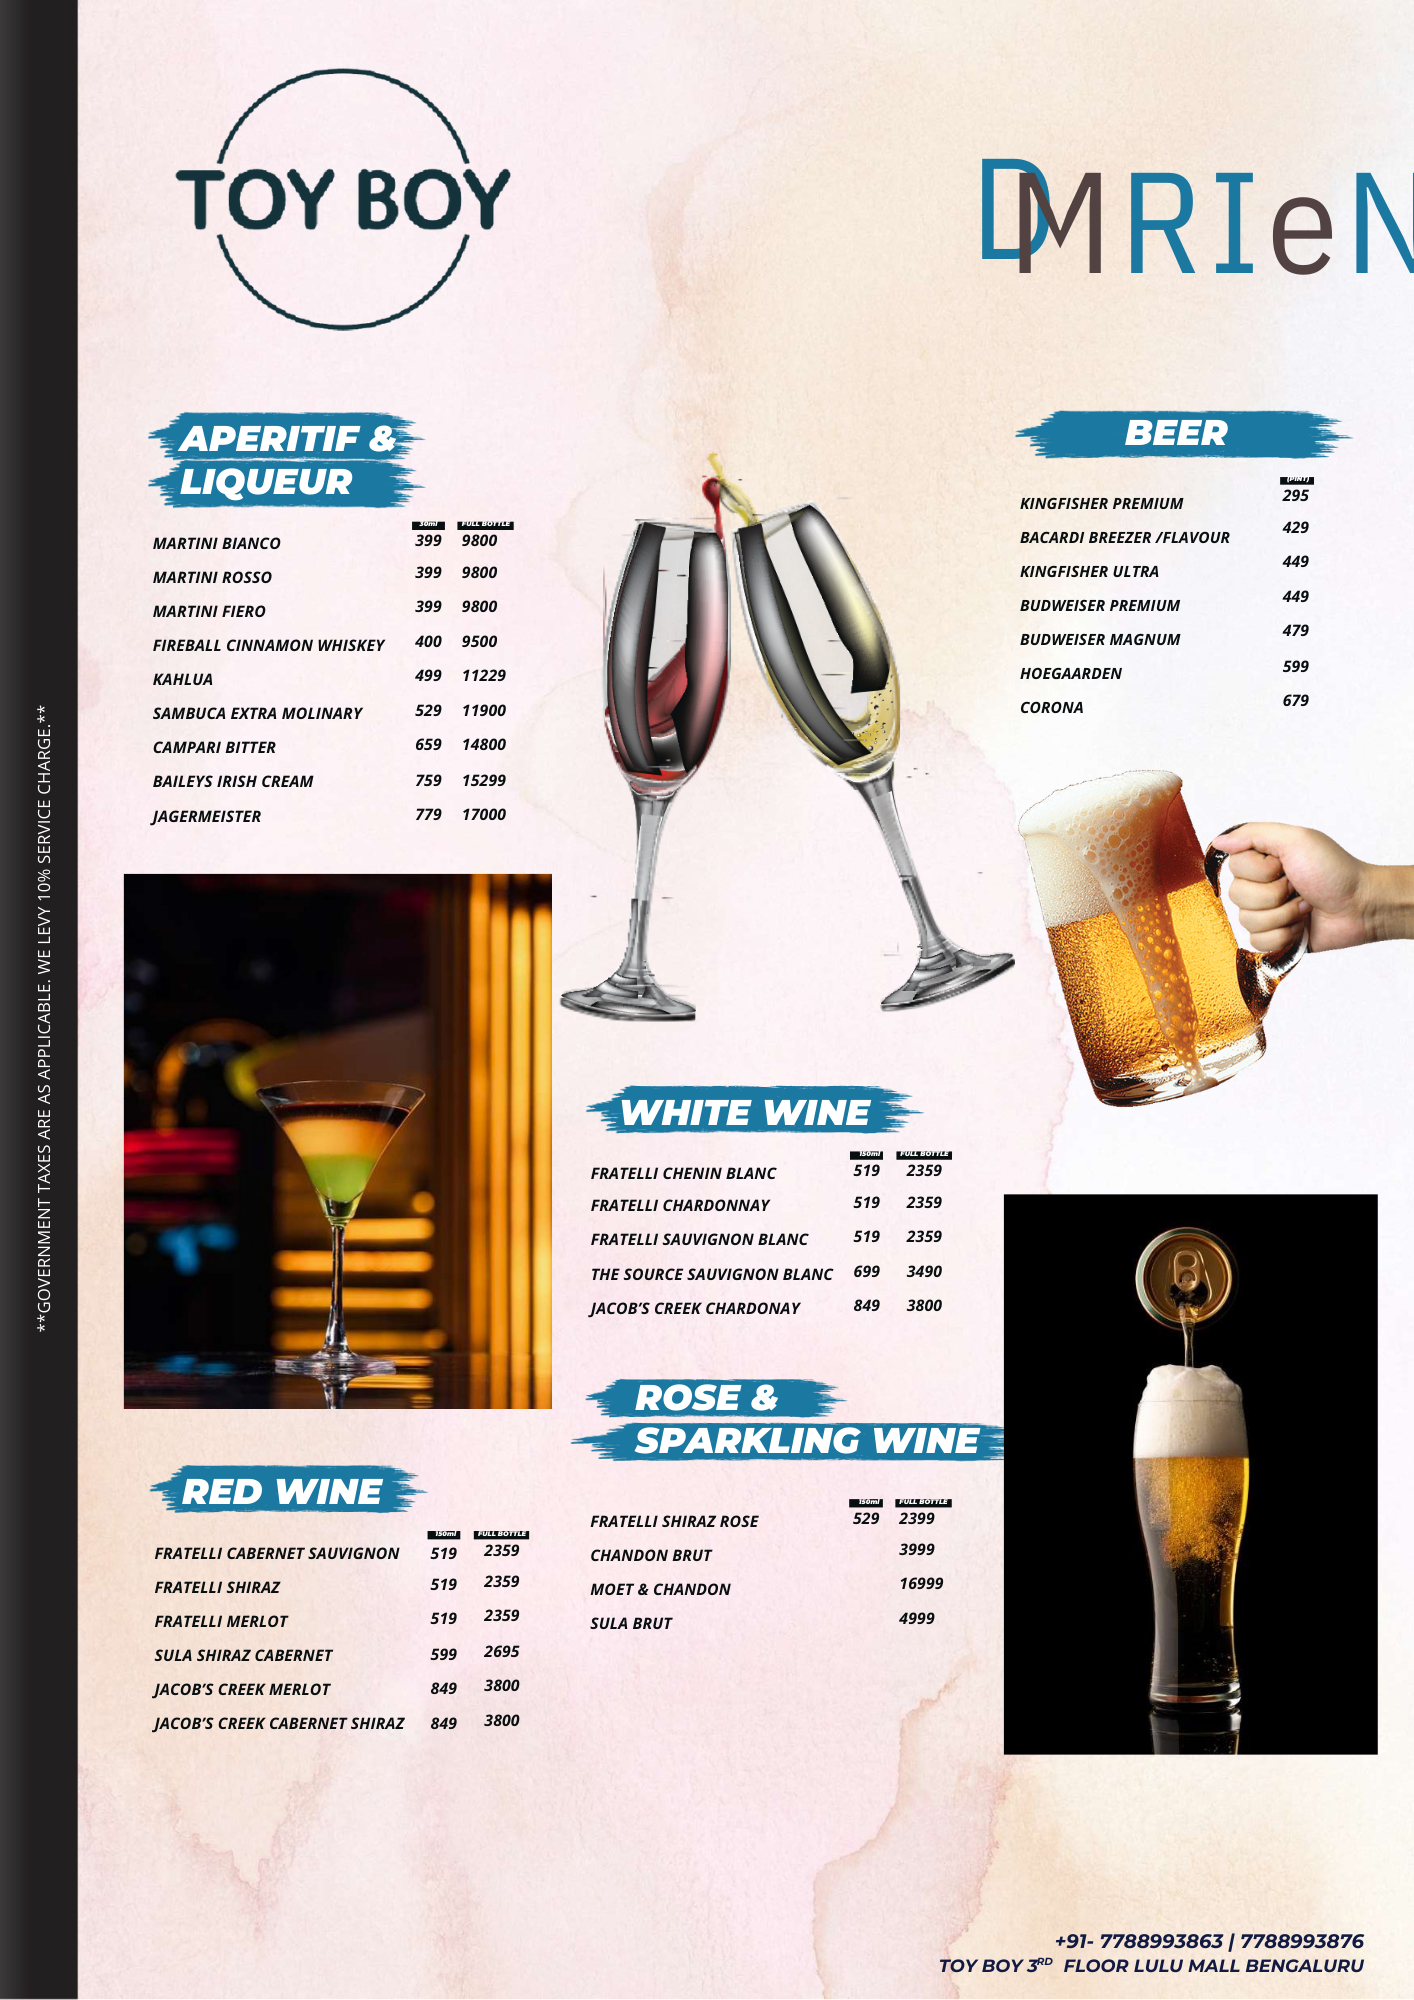 TOY BOY
DMRIeN
APERITIF &
LIQUEUR
30ml FULL BOTTLE
MARTINI BIANCO 399 9800
MARTINI ROSSO 399 9800
MARTINI FIERO 399 9800
FIREBALL CINNAMON WHISKEY 400 9500
KAHLUA 499 11229
SAMBUCA EXTRA MOLINARY 529 11900
CAMPARI BITTER 659 14800
BAILEYS IRISH CREAM 759 15299
JAGERMEISTER 779 17000
BEER
(PINT)
KINGFISHER PREMIUM 295
BACARDI BREEZER /FLAVOUR 429
KINGFISHER ULTRA 449
BUDWEISER PREMIUM 449
BUDWEISER MAGNUM 479
HOEGAARDEN 599
CORONA 679
WHITE WINE
150ml FULL BOTTLE
FRATELLI CHENIN BLANC 519 2359
FRATELLI CHARDONNAY 519 2359
FRATELLI SAUVIGNON BLANC 519 2359
THE SOURCE SAUVIGNON BLANC 699 3490
JACOB'S CREEK CHARDONAY 849 3800
ROSE &
SPARKLING WINE
150ml FULL BOTTLE
FRATELLI SHIRAZ ROSE 529 2399
CHANDON BRUT 3999
MOET & CHANDON 16999
SULA BRUT 4999
RED WINE
150ml FULL BOTTLE
FRATELLI CABERNET SAUVIGNON 519 2359
FRATELLI SHIRAZ 519 2359
FRATELLI MERLOT 519 2359
SULA SHIRAZ CABERNET 599 2695
JACOB'S CREEK MERLOT 849 3800
JACOB'S CREEK CABERNET SHIRAZ 849 3800
**GOVERNMENT TAXES ARE AS APPLICABLE. WE LEVY 10% SERVICE CHARGE.**
+91- 7788993863 | 7788993876
TOY BOY 3RD FLOOR LULU MALL BENGALURU